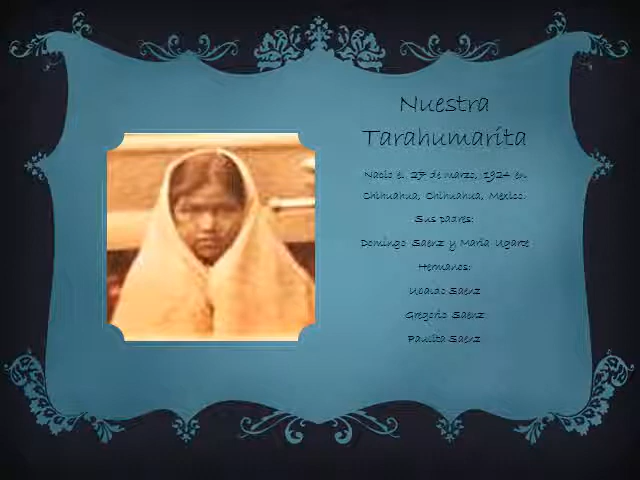 Nuestra
Tarahumarita
Nacio el 27 de marzo, 1924 en
Chihuahua, Chihuahua, Mexico.
Sus padres:
Domingo Saenz y Maria Ugarte
Hermanos:
Ubaldo Saenz
Gregorio Saenz
Paulita Saenz